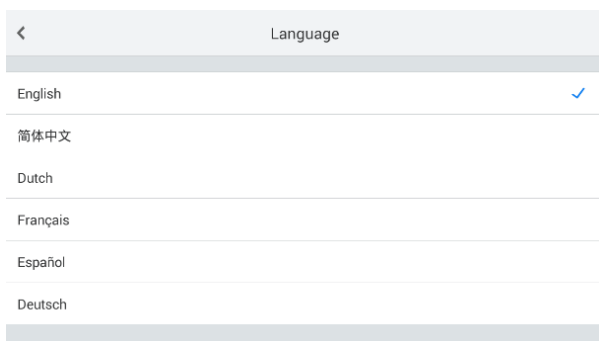 Language
English
简体中文
Dutch
Français
Español
Deutsch